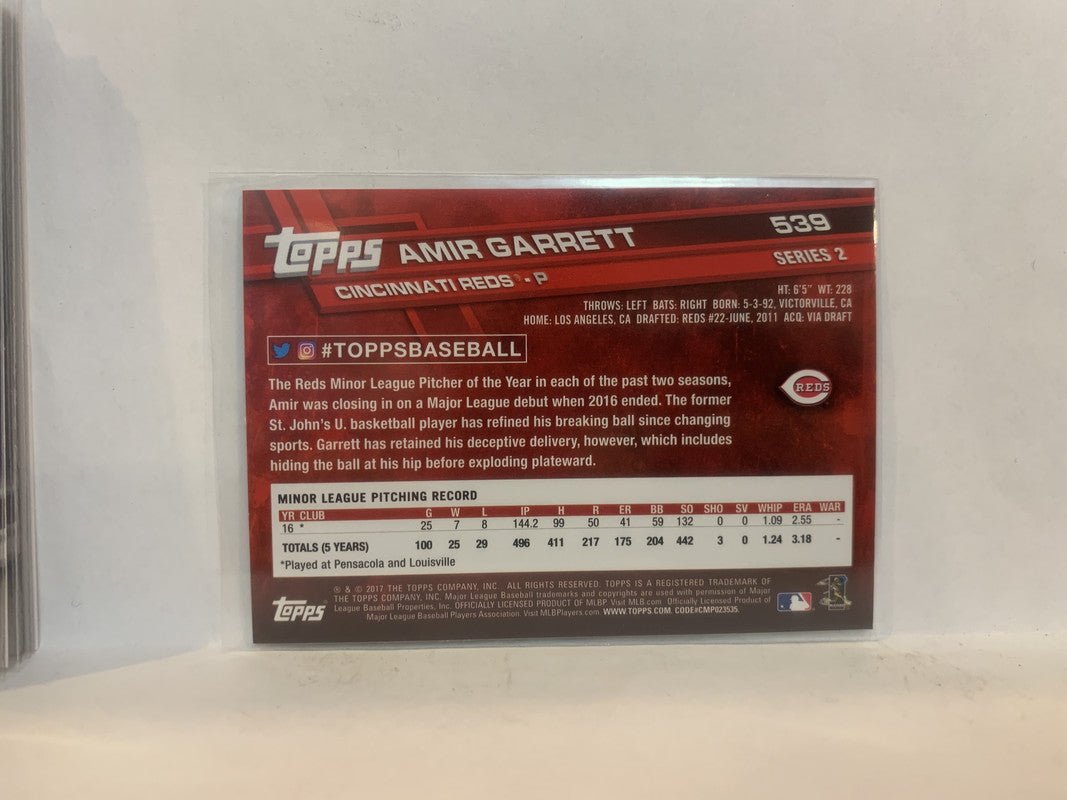 TOPPS AMIR GARRETT 539
CINCINNATI REDS® - P SERIES 2
HT: 6'5" WT: 228
THROWS: LEFT BATS: RIGHT BORN: 5-3-92, VICTORVILLE, CA
HOME: LOS ANGELES, CA DRAFTED: REDS #22-JUNE, 2011 ACQ: VIA DRAFT
#TOPPSBASEBALL
The Reds Minor League Pitcher of the Year in each of the past two seasons,
Amir was closing in on a Major League debut when 2016 ended. The former
St. John's U. basketball player has refined his breaking ball since changing
sports. Garrett has retained his deceptive delivery, however, which includes
hiding the ball at his hip before exploding plateward.
REDS
MINOR LEAGUE PITCHING RECORD
YR CLUB G W L IP H R ER BB SO SHO SV WHIP ERA WAR
16 * 25 7 8 144.2 99 50 41 59 132 0 0 1.09 2.55 -
TOTALS (5 YEARS) 100 25 29 496 411 217 175 204 442 3 0 1.24 3.18 -
*Played at Pensacola and Louisville
® & © 2017 THE TOPPS COMPANY, INC. ALL RIGHTS RESERVED. TOPPS IS A REGISTERED TRADEMARK OF
THE TOPPS COMPANY, INC. Major League Baseball trademarks and copyrights are used with permission of Major
League Baseball Properties, Inc. OFFICIALLY LICENSED PRODUCT OF MLBP. Visit MLB.com Officially Licensed Product of
Major League Baseball Players Association. Visit MLBPlayers.com. WWW.TOPPS.COM CODE#CMP023535.
TOPPS